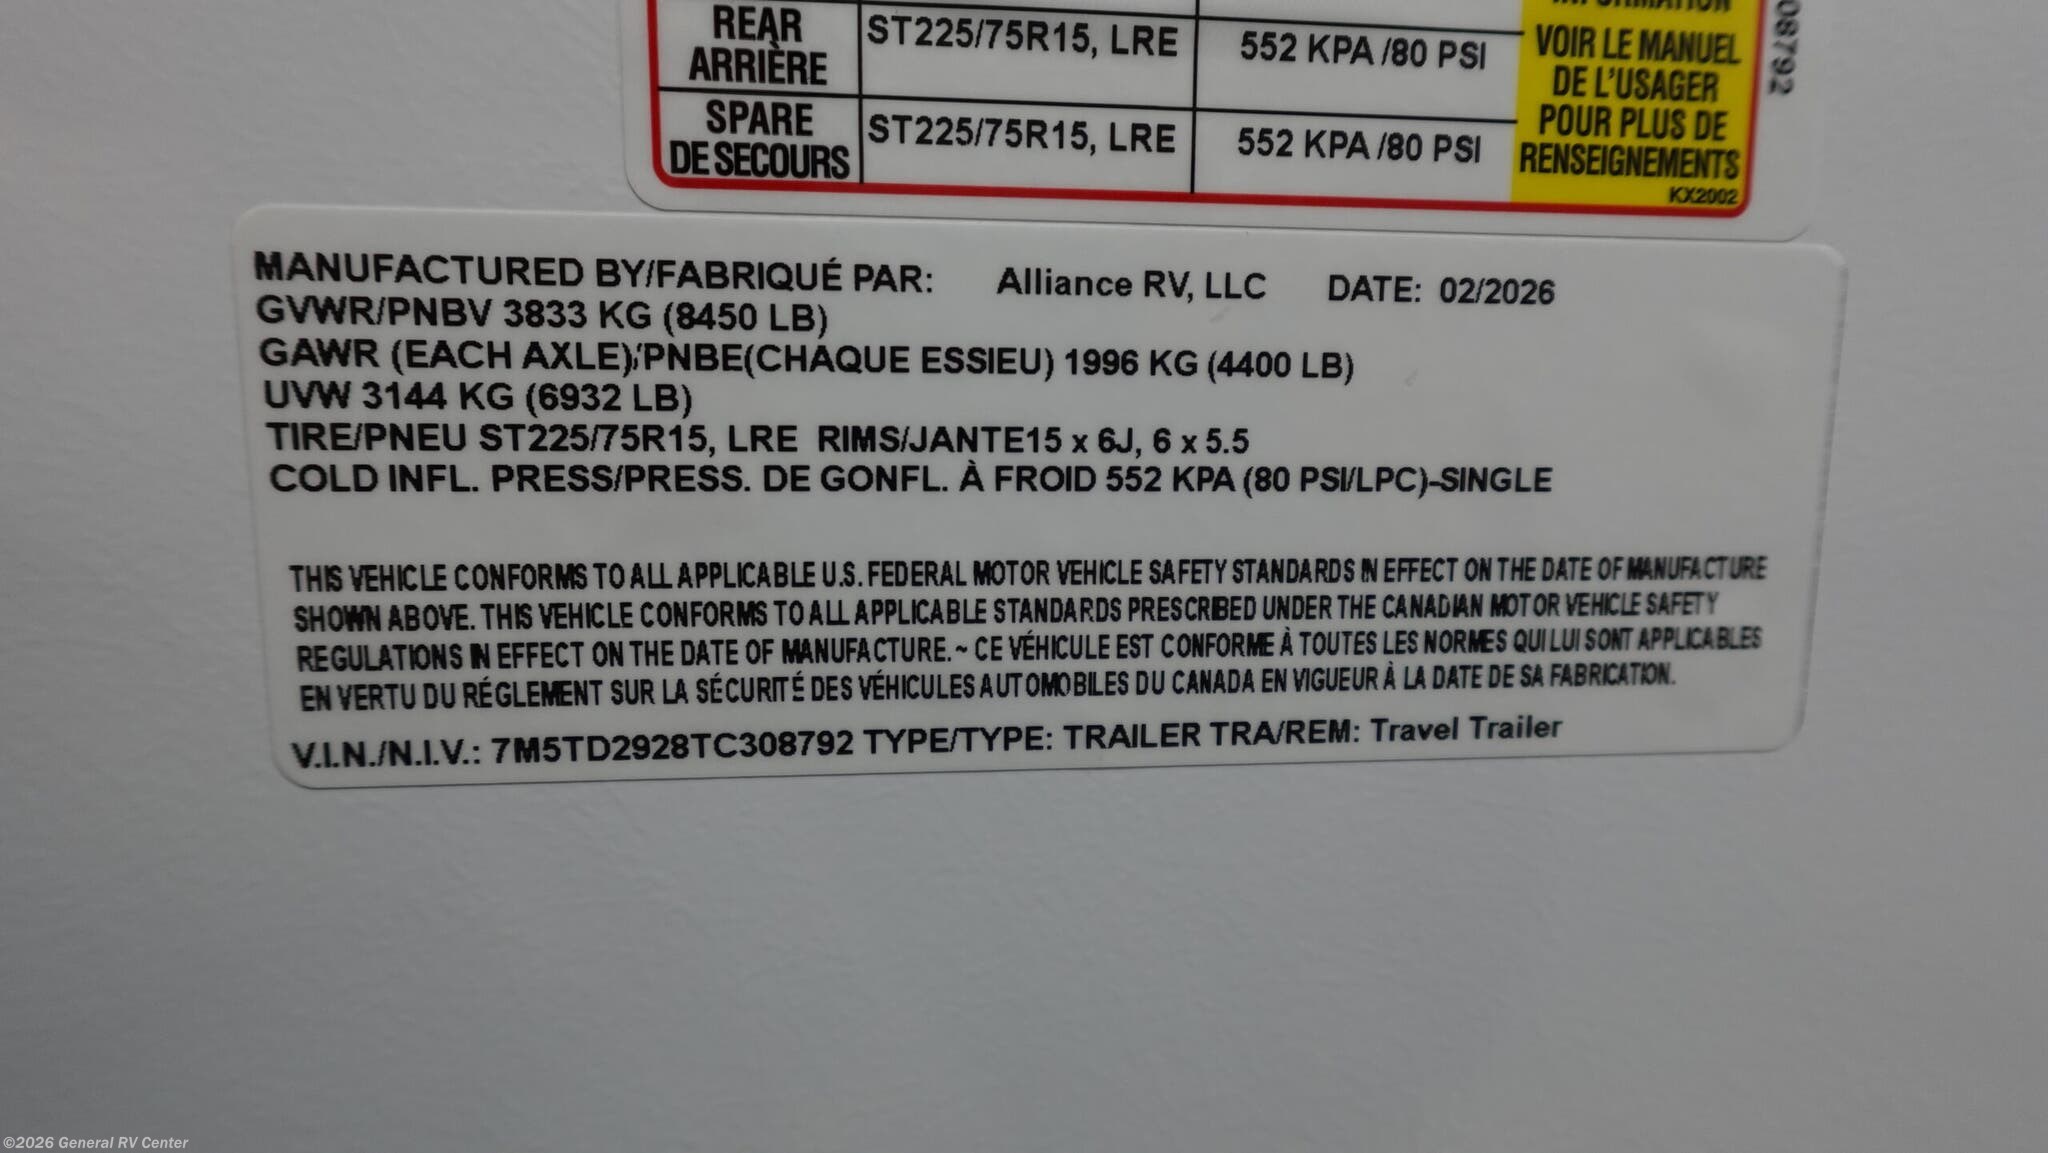 INFORMATION
REAR ST225/75R15, LRE 552 KPA /80 PSI
ARRIÈRE
SPARE ST225/75R15, LRE 552 KPA /80 PSI
DE SECOURS
VOIR LE MANUEL
DE L'USAGER
POUR PLUS DE
RENSEIGNEMENTS
KX2002
08792
MANUFACTURED BY/FABRIQUÉ PAR: Alliance RV, LLC DATE: 02/2026
GVWR/PNBV 3833 KG (8450 LB)
GAWR (EACH AXLE)/PNBE(CHAQUE ESSIEU) 1996 KG (4400 LB)
UVW 3144 KG (6932 LB)
TIRE/PNEU ST225/75R15, LRE RIMS/JANTE15 x 6J, 6 x 5.5
COLD INFL. PRESS/PRESS. DE GONFL. À FROID 552 KPA (80 PSI/LPC)-SINGLE
THIS VEHICLE CONFORMS TO ALL APPLICABLE U.S. FEDERAL MOTOR VEHICLE SAFETY STANDARDS IN EFFECT ON THE DATE OF MANUFACTURE
SHOWN ABOVE. THIS VEHICLE CONFORMS TO ALL APPLICABLE STANDARDS PRESCRIBED UNDER THE CANADIAN MOTOR VEHICLE SAFETY
REGULATIONS IN EFFECT ON THE DATE OF MANUFACTURE. ~ CE VÉHICULE EST CONFORME À TOUTES LES NORMES QUI LUI SONT APPLICABLES
EN VERTU DU RÉGLEMENT SUR LA SÉCURITÉ DES VÉHICULES AUTOMOBILES DU CANADA EN VIGUEUR À LA DATE DE SA FABRICATION.
V.I.N./N.I.V.: 7M5TD2928TC308792 TYPE/TYPE: TRAILER TRA/REM: Travel Trailer
©2026 General RV Center